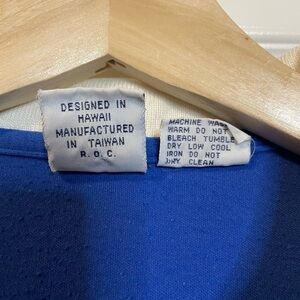 DESIGNED IN
HAWAII
MANUFACTURED
IN TAIWAN
R.O.C.
MACHINE
WARM DO NOT
BLEACH TUMBLE
DRY LOW COOL
IRON DO NOT
DRY CLEAN